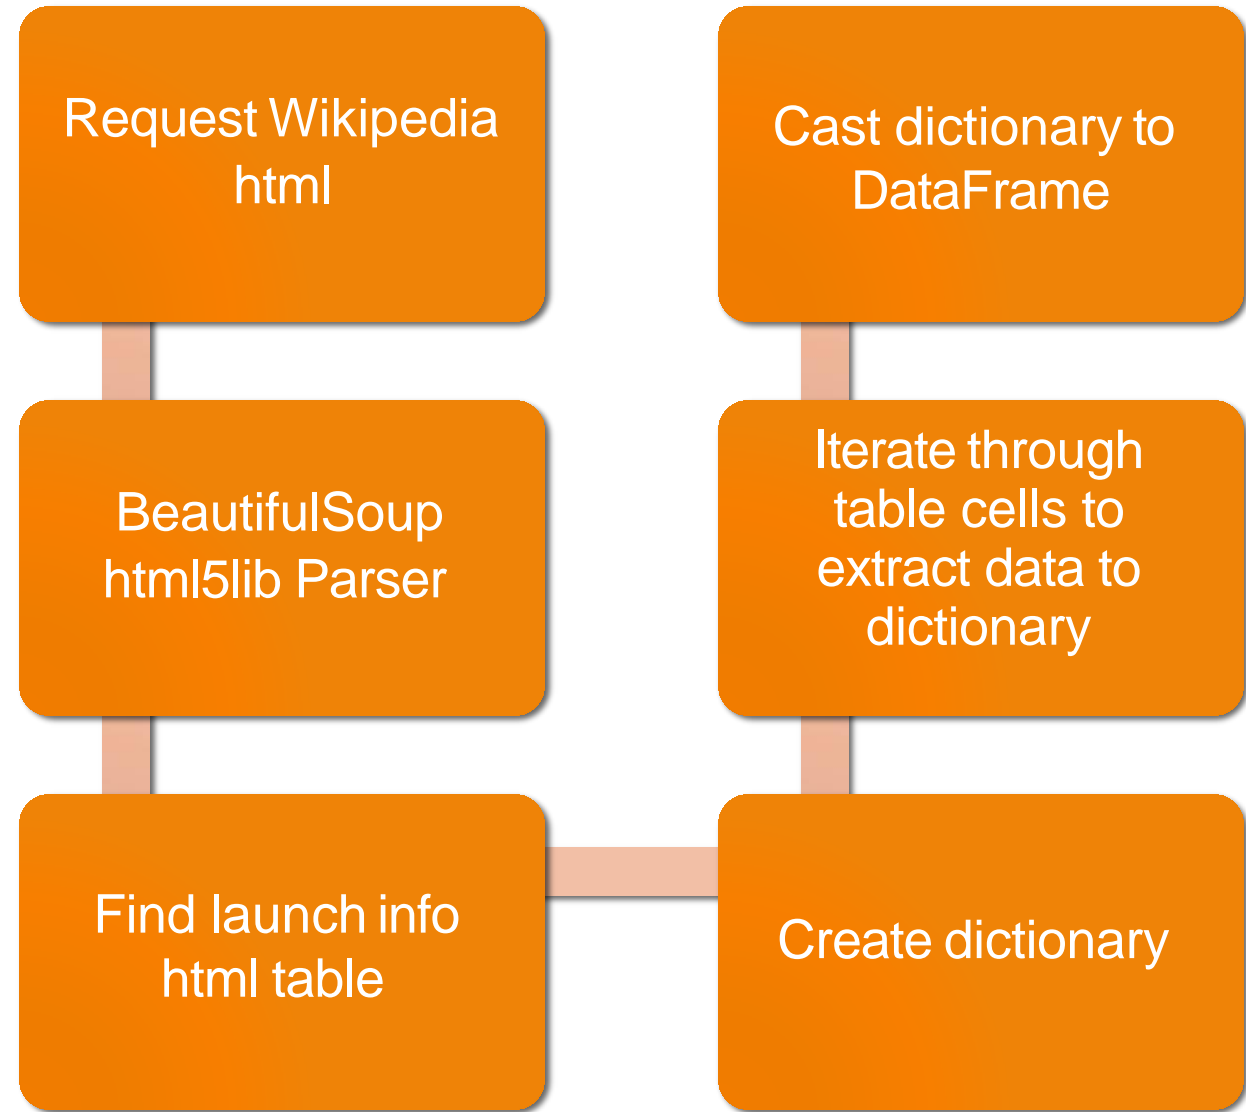 Request Wikipedia
html
BeautifulSoup
html5lib Parser
Find launch info
html table
Create dictionary
Iterate through
table cells to
extract data to
dictionary
Cast dictionary to
DataFrame